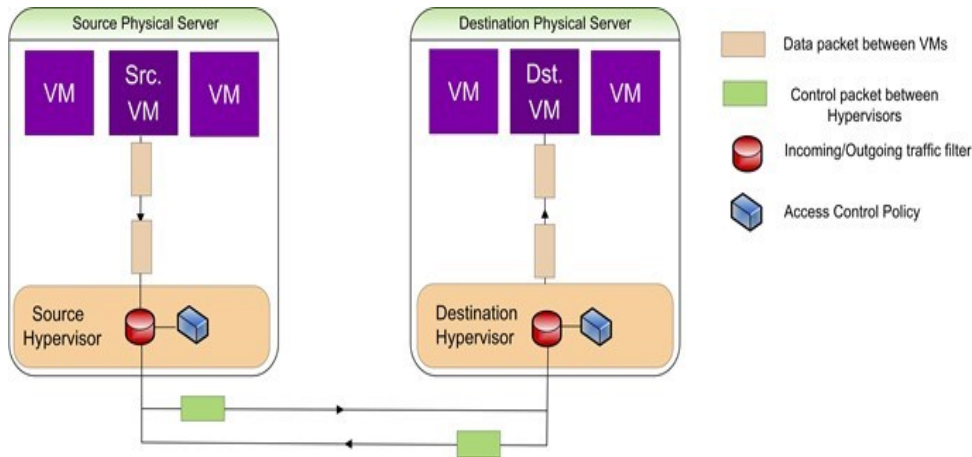 Source Physical Server
VM
Src.
VM
VM
Source
Hypervisor
Destination Physical Server
VM
Dst.
VM
VM
Destination
Hypervisor
Data packet between VMs
Control packet between
Hypervisors
Incoming/Outgoing traffic filter
Access Control Policy